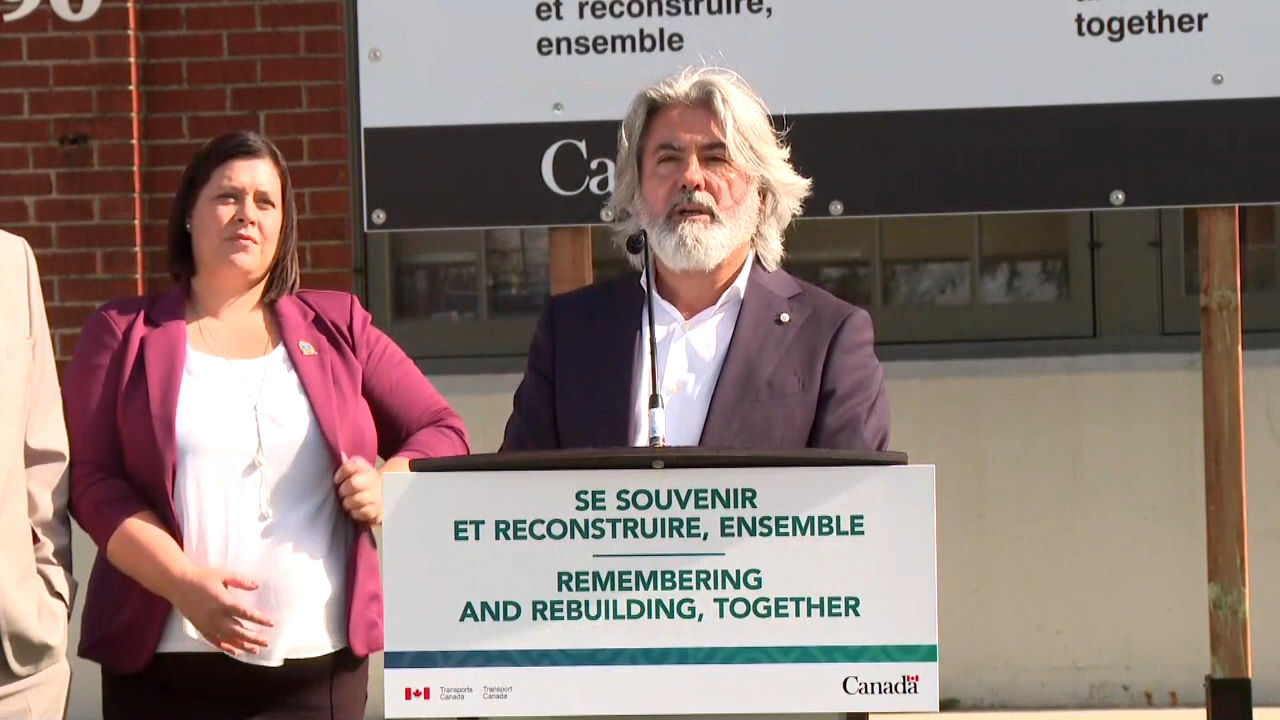 90
et reconstruire,
ensemble
together
Ca
SE SOUVENIR
ET RECONSTRUIRE, ENSEMBLE
REMEMBERING
AND REBUILDING, TOGETHER
Transports Canada
Transport Canada
Canada